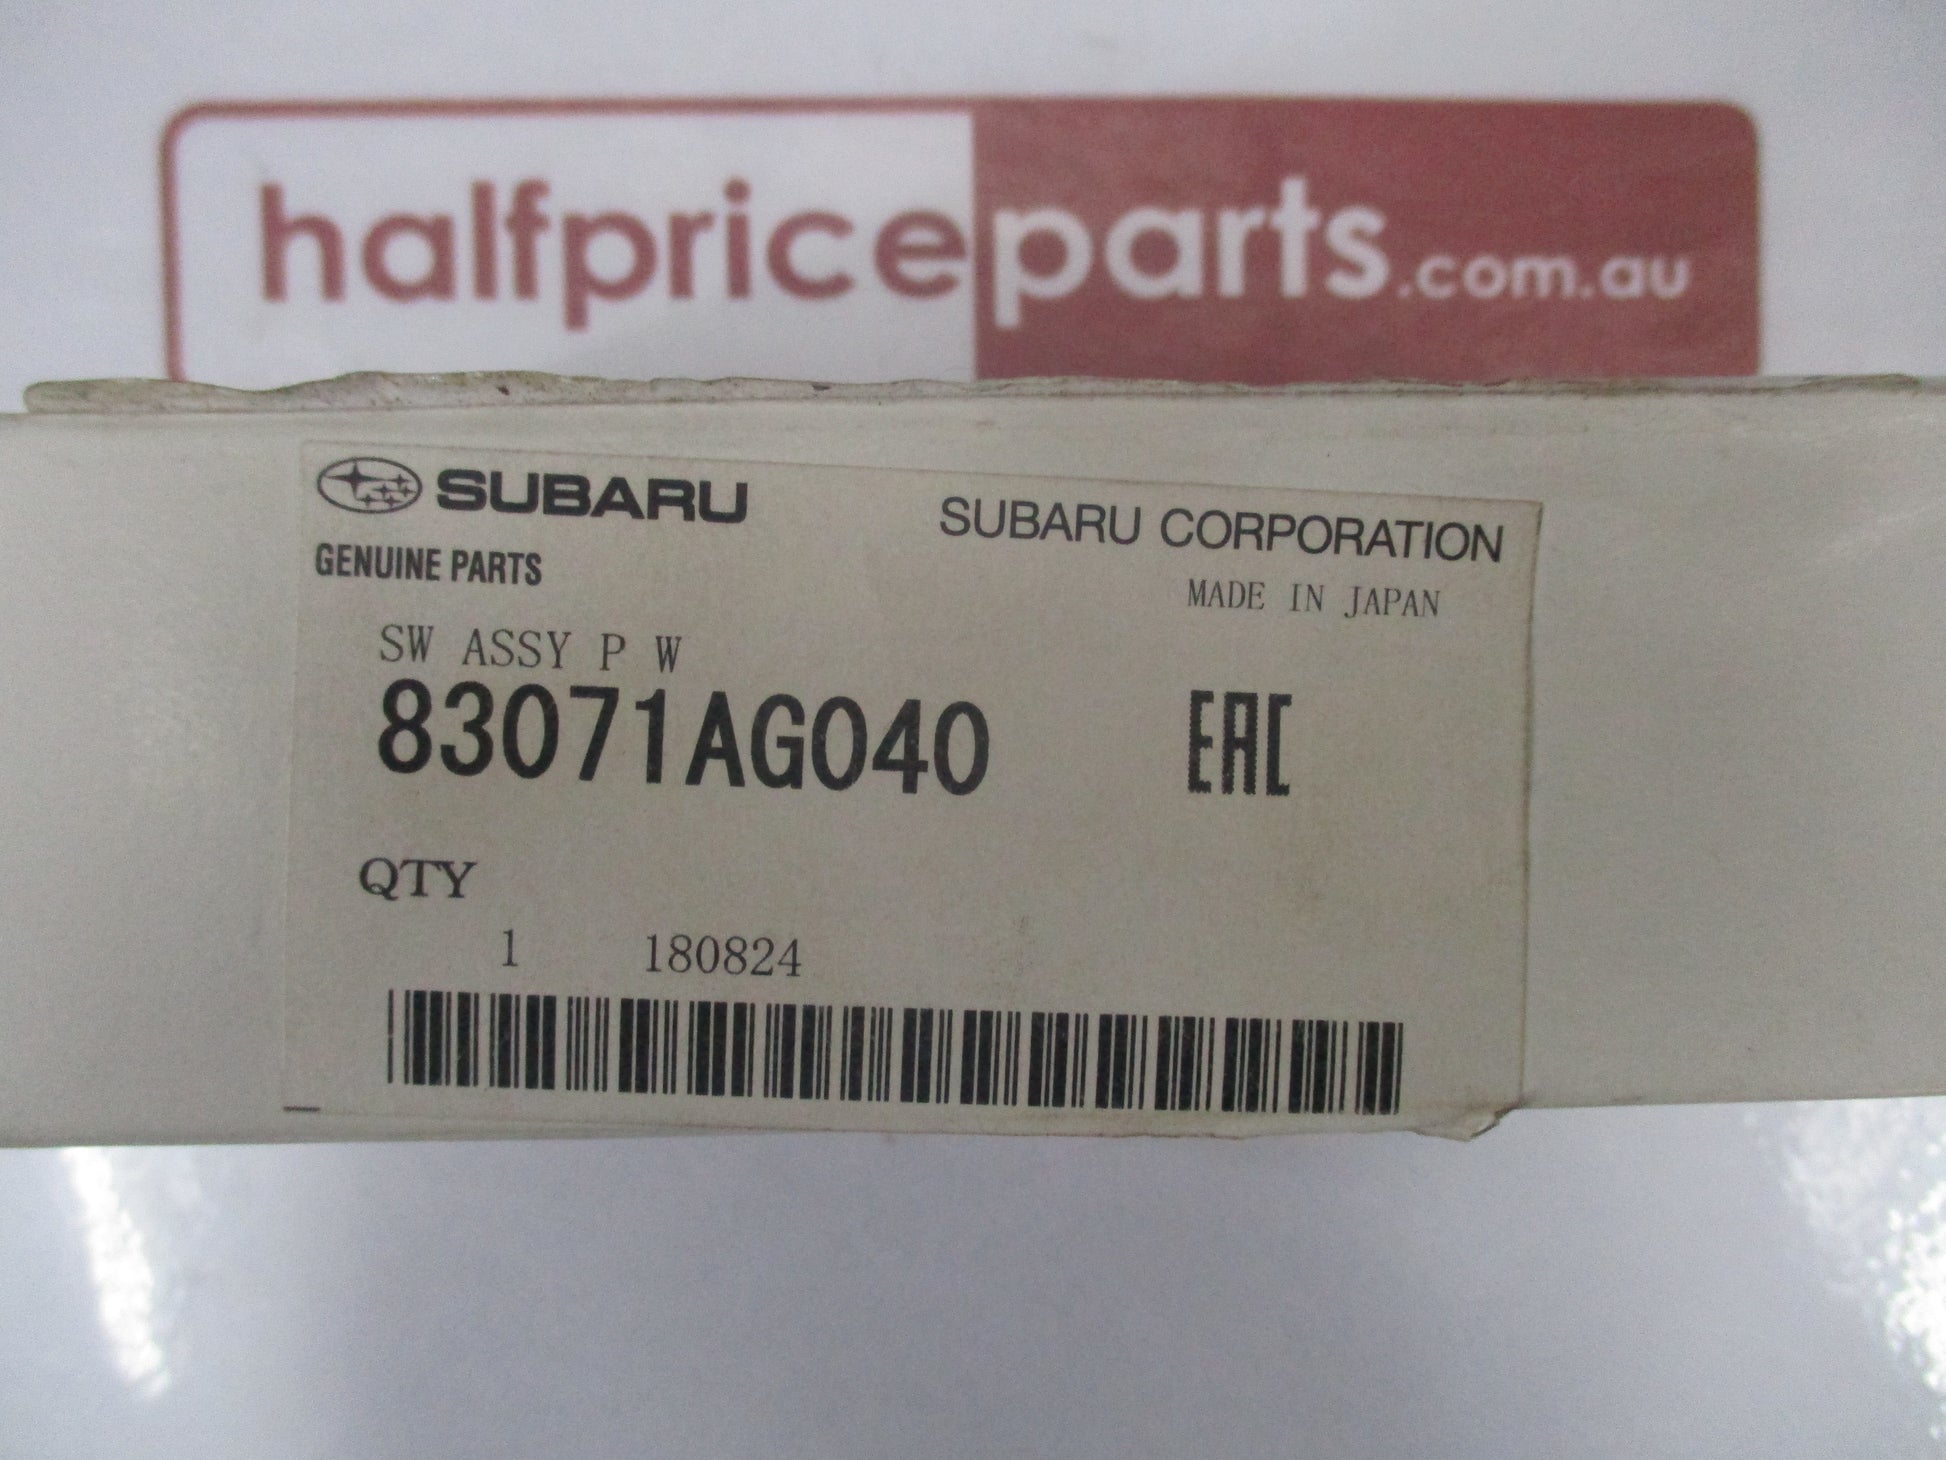 halfpriceparts.com.au
SUBARU
SUBARU CORPORATION
GENUINE PARTS
MADE IN JAPAN
SW ASSY P W
83071AG040
EAC
QTY
1 180824